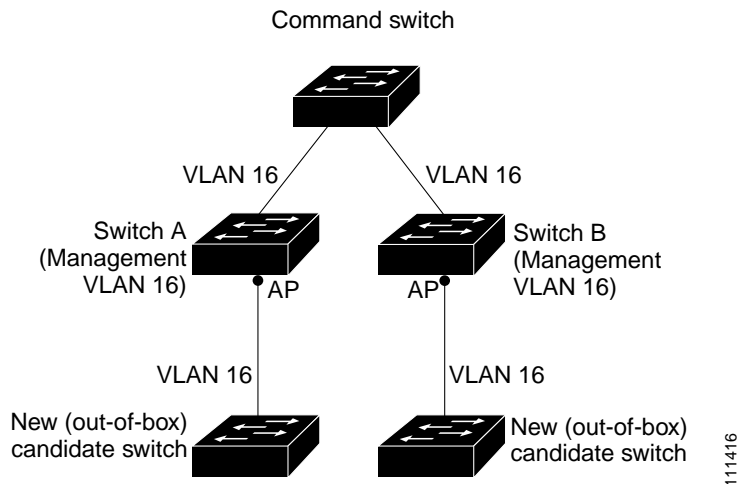 Command switch
VLAN 16
VLAN 16
Switch A
(Management
VLAN 16)
Switch B
(Management
VLAN 16)
AP
AP
VLAN 16
VLAN 16
New (out-of-box)
candidate switch
New (out-of-box)
candidate switch
111416